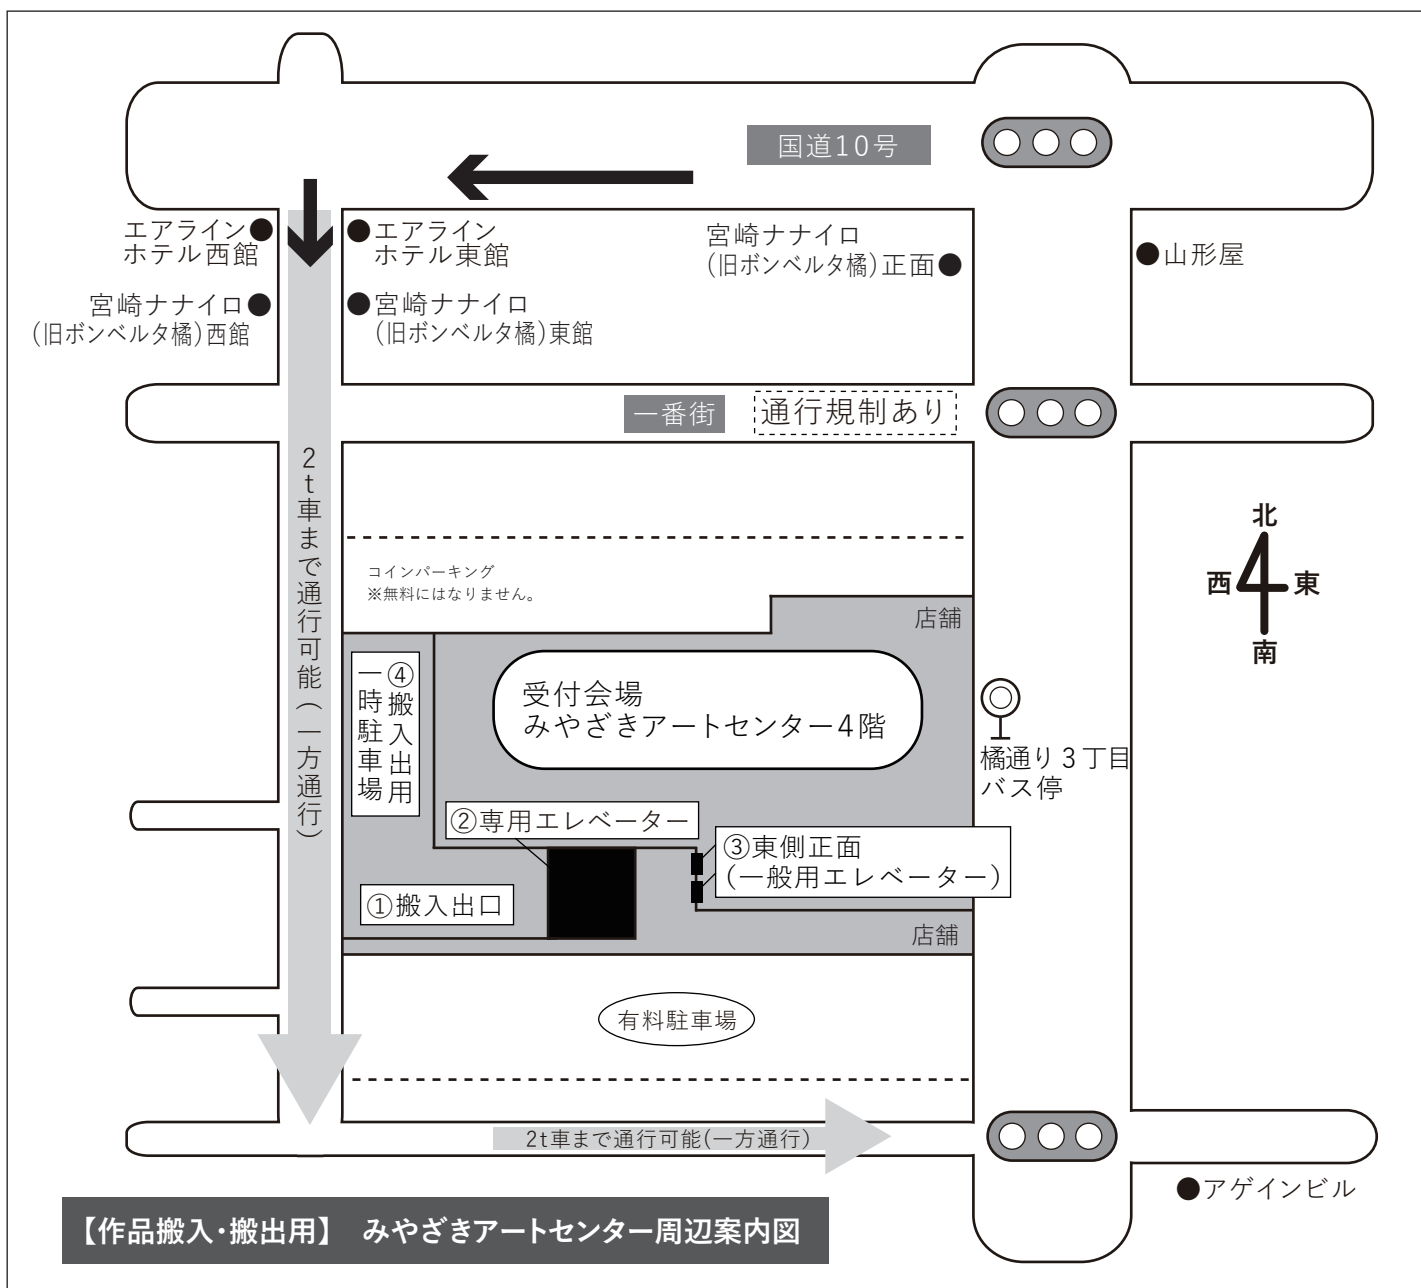 国道10号
エアライン
ホテル西館
エアライン
ホテル東館
宮崎ナナイロ
(旧ボンベルタ橘)正面
山形屋
宮崎ナナイロ
(旧ボンベルタ橘)西館
宮崎ナナイロ
(旧ボンベルタ橘)東館
一番街
通行規制あり
2t車まで通行可能(一方通行)
北
西
東
南
コインパーキング
※無料にはなりません。
店舗
④搬入出用
一時駐車場
受付会場
みやざきアートセンター4階
橘通り3丁目
バス停
②専用エレベーター
③東側正面
(一般用エレベーター)
①搬入出口
店舗
有料駐車場
2t車まで通行可能(一方通行)
アゲインビル
【作品搬入・搬出用】 みやざきアートセンター周辺案内図